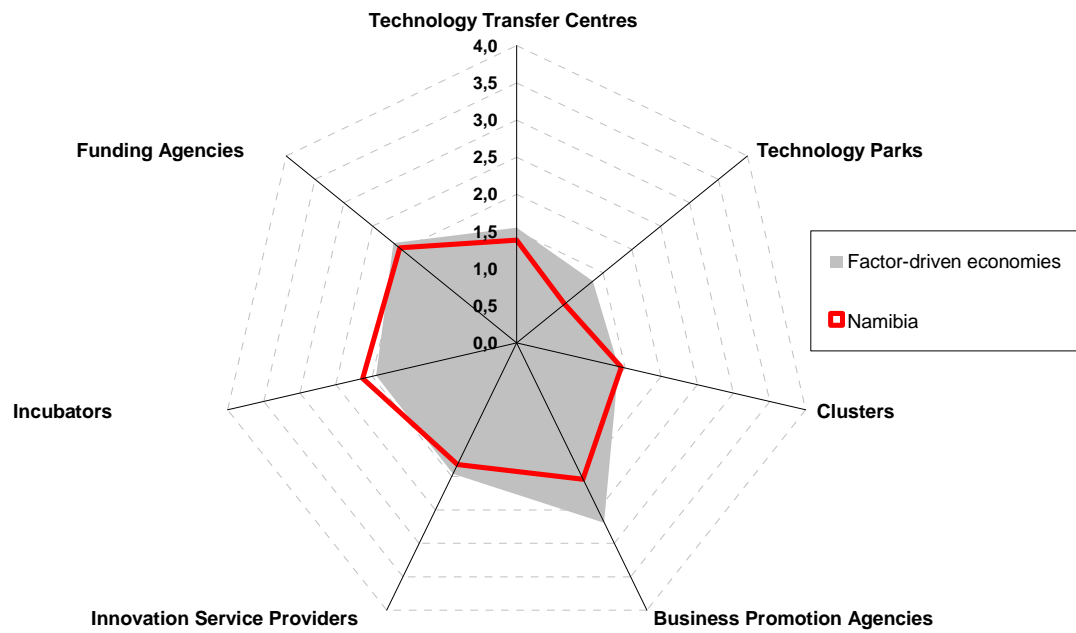 Technology Transfer Centres
4,0
3,5
3,0
2,5
2,0
1,5
1,0
0,5
0,0
Funding Agencies
Technology Parks
Factor-driven economies
Namibia
Incubators
Clusters
Innovation Service Providers
Business Promotion Agencies